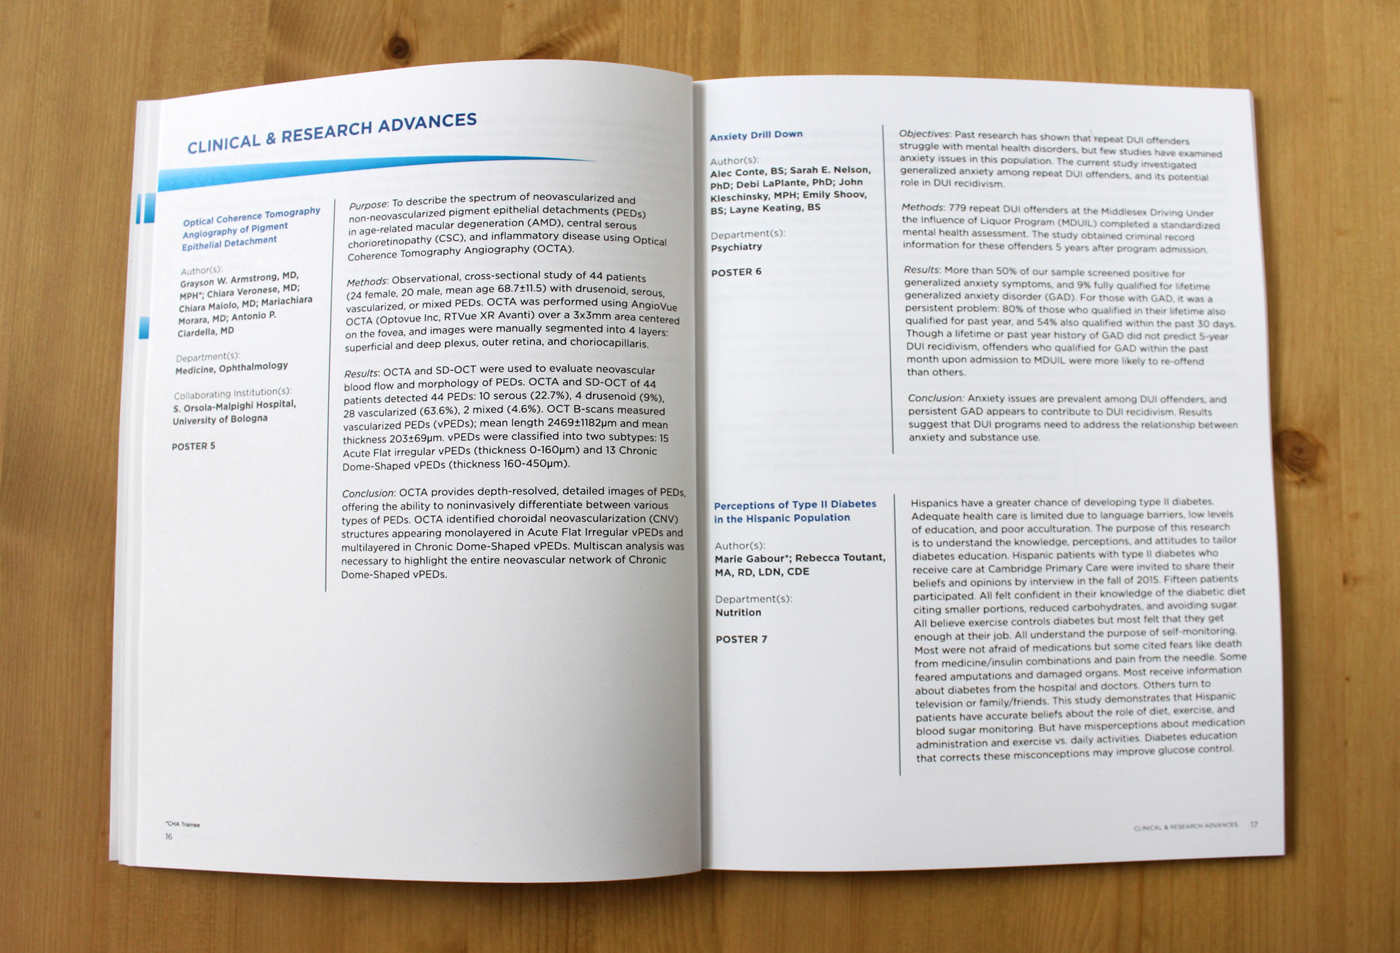 CLINICAL & RESEARCH ADVANCES
Optical Coherence Tomography
Angiography of Pigment
Epithelial Detachment
Author(s):
Grayson W. Armstrong, MD,
MPH*; Chiara Veronese, MD;
Chiara Maiolo, MD; Mariachiara
Morara, MD; Antonio P.
Ciardella, MD
Department(s):
Medicine, Ophthalmology
Collaborating Institution(s):
S. Orsola-Malpighi Hospital,
University of Bologna
POSTER 5
Purpose: To describe the spectrum of neovascularized and
non-neovascularized pigment epithelial detachments (PEDs)
in age-related macular degeneration (AMD), central serous
chorioretinopathy (CSC), and inflammatory disease using Optical
Coherence Tomography Angiography (OCTA).
Methods: Observational, cross-sectional study of 44 patients
(24 female, 20 male, mean age 68.7±11.5) with drusenoid, serous,
vascularized, or mixed PEDs. OCTA was performed using AngioVue
OCTA (Optovue Inc, RTVue XR Avanti) over a 3x3mm area centered
on the fovea, and images were manually segmented into 4 layers:
superficial and deep plexus, outer retina, and choriocapillaris.
Results: OCTA and SD-OCT were used to evaluate neovascular
blood flow and morphology of PEDs. OCTA and SD-OCT of 44
patients detected 44 PEDs: 10 serous (22.7%), 4 drusenoid (9%),
28 vascularized (63.6%), 2 mixed (4.6%). OCT B-scans measured
vascularized PEDs (vPEDs); mean length 2469±1182µm and mean
thickness 203±69µm. vPEDs were classified into two subtypes: 15
Acute Flat irregular vPEDs (thickness 0-160µm) and 13 Chronic
Dome-Shaped vPEDs (thickness 160-450µm).
Conclusion: OCTA provides depth-resolved, detailed images of PEDs,
offering the ability to noninvasively differentiate between various
types of PEDs. OCTA identified choroidal neovascularization (CNV)
structures appearing monolayered in Acute Flat Irregular vPEDs and
multilayered in Chronic Dome-Shaped vPEDs. Multiscan analysis was
necessary to highlight the entire neovascular network of Chronic
Dome-Shaped vPEDs.
*CHA Trainee
16
Anxiety Drill Down
Author(s):
Alec Conte, BS; Sarah E. Nelson,
PhD; Debi LaPlante, PhD; John
Kleschinsky, MPH; Emily Shoov,
BS; Layne Keating, BS
Department(s):
Psychiatry
POSTER 6
Objectives: Past research has shown that repeat DUI offenders
struggle with mental health disorders, but few studies have examined
anxiety issues in this population. The current study investigated
generalized anxiety among repeat DUI offenders, and its potential
role in DUI recidivism.
Methods: 779 repeat DUI offenders at the Middlesex Driving Under
the Influence of Liquor Program (MDUIL) completed a standardized
mental health assessment. The study obtained criminal record
information for these offenders 5 years after program admission.
Results: More than 50% of our sample screened positive for
generalized anxiety symptoms, and 9% fully qualified for lifetime
generalized anxiety disorder (GAD). For those with GAD, it was a
persistent problem: 80% of those who qualified in their lifetime also
qualified for past year, and 54% also qualified within the past 30 days.
Though a lifetime or past year history of GAD did not predict 5-year
DUI recidivism, offenders who qualified for GAD within the past
month upon admission to MDUIL were more likely to re-offend
than others.
Conclusion: Anxiety issues are prevalent among DUI offenders, and
persistent GAD appears to contribute to DUI recidivism. Results
suggest that DUI programs need to address the relationship between
anxiety and substance use.
Perceptions of Type II Diabetes
in the Hispanic Population
Author(s):
Marie Gabour*; Rebecca Toutant,
MA, RD, LDN, CDE
Department(s):
Nutrition
POSTER 7
Hispanics have a greater chance of developing type II diabetes.
Adequate health care is limited due to language barriers, low levels
of education, and poor acculturation. The purpose of this research
is to understand the knowledge, perceptions, and attitudes to tailor
diabetes education. Hispanic patients with type II diabetes who
receive care at Cambridge Primary Care were invited to share their
beliefs and opinions by interview in the fall of 2015. Fifteen patients
participated. All felt confident in their knowledge of the diabetic diet
citing smaller portions, reduced carbohydrates, and avoiding sugar.
All believe exercise controls diabetes but most felt that they get
enough at their job. All understand the purpose of self-monitoring.
Most were not afraid of medications but some cited fears like death
from medicine/insulin combinations and pain from the needle. Some
feared amputations and damaged organs. Most receive information
about diabetes from the hospital and doctors. Others turn to
television or family/friends. This study demonstrates that Hispanic
patients have accurate beliefs about the role of diet, exercise, and
blood sugar monitoring. But have misperceptions about medication
administration and exercise vs. daily activities. Diabetes education
that corrects these misconceptions may improve glucose control.
CLINICAL & RESEARCH ADVANCES 17